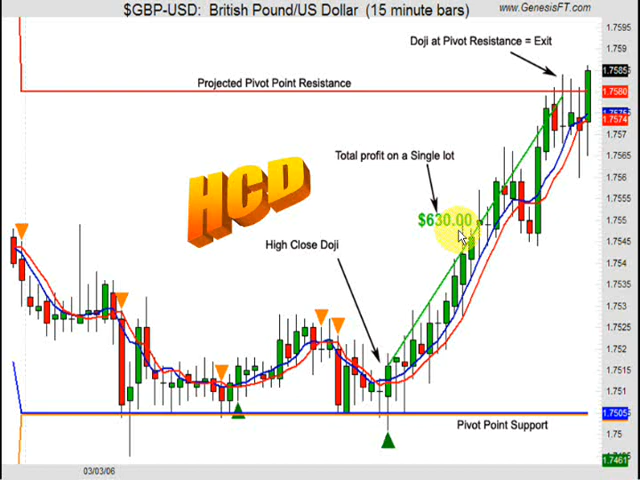 $GBP-USD: British Pound/US Dollar (15 minute bars)
www.GenesisFT.com
Doji at Pivot Resistance = Exit
Projected Pivot Point Resistance
HCD
Total profit on a Single lot
$630.00
High Close Doji
Pivot Point Support
03/03/06
1.7595
1.7585
1.7580
1.7574
1.7565
1.756
1.7555
1.755
1.7545
1.754
1.7535
1.753
1.7525
1.752
1.7515
1.751
1.7505
1.75
1.7461